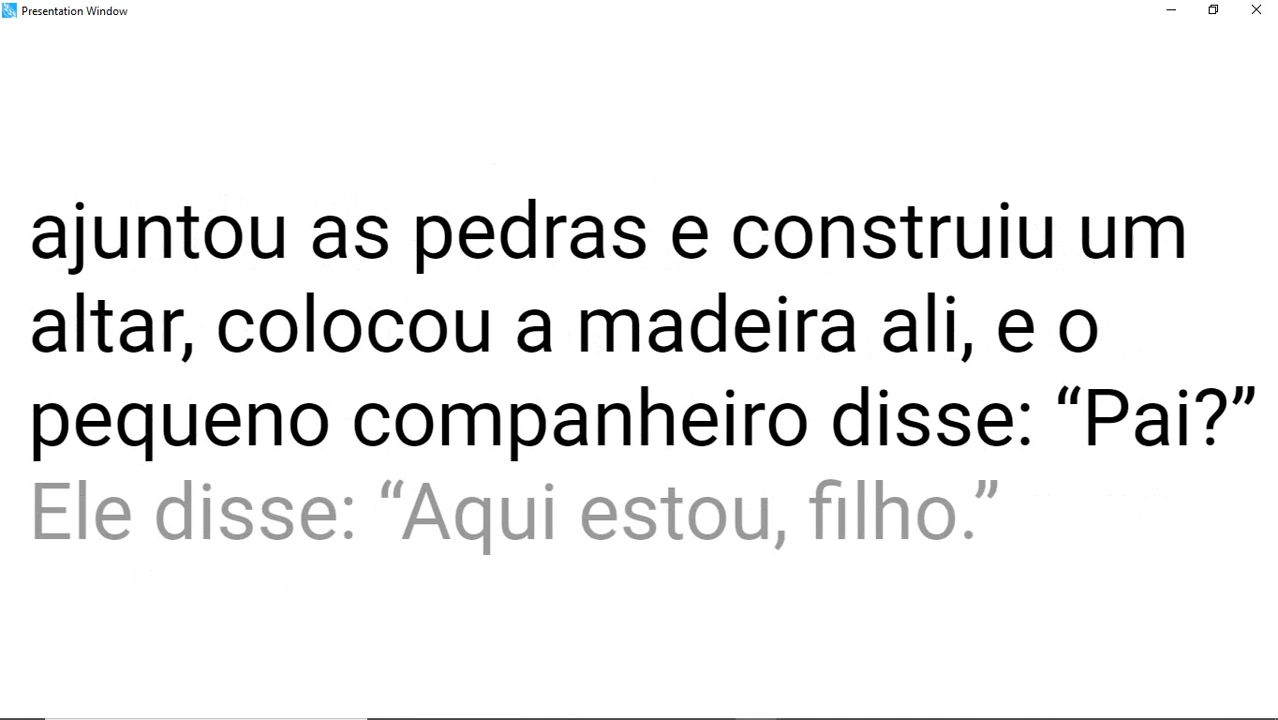 Presentation Window
ajuntou as pedras e construiu um
altar, colocou a madeira ali, e o
pequeno companheiro disse: “Pai?”
Ele disse: “Aqui estou, filho.”